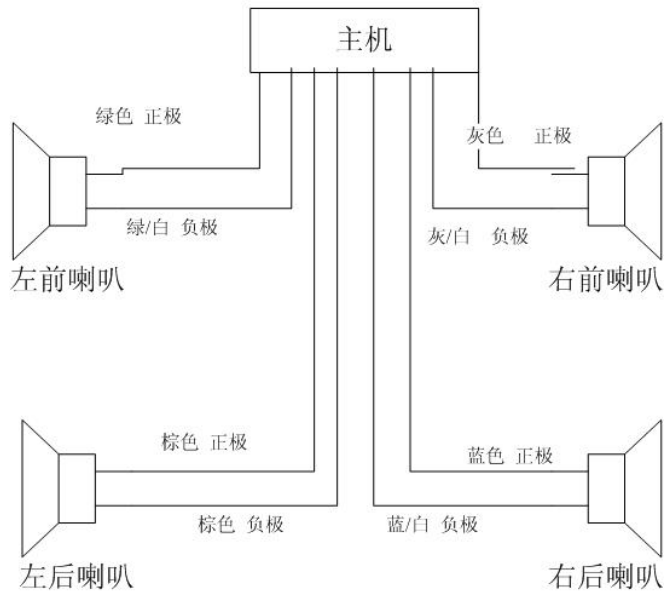 主机
绿色 正极
灰色 正极
绿/白 负极
灰/白 负极
左前喇叭
右前喇叭
棕色 正极
蓝色 正极
棕色 负极
蓝/白 负极
左后喇叭
右后喇叭